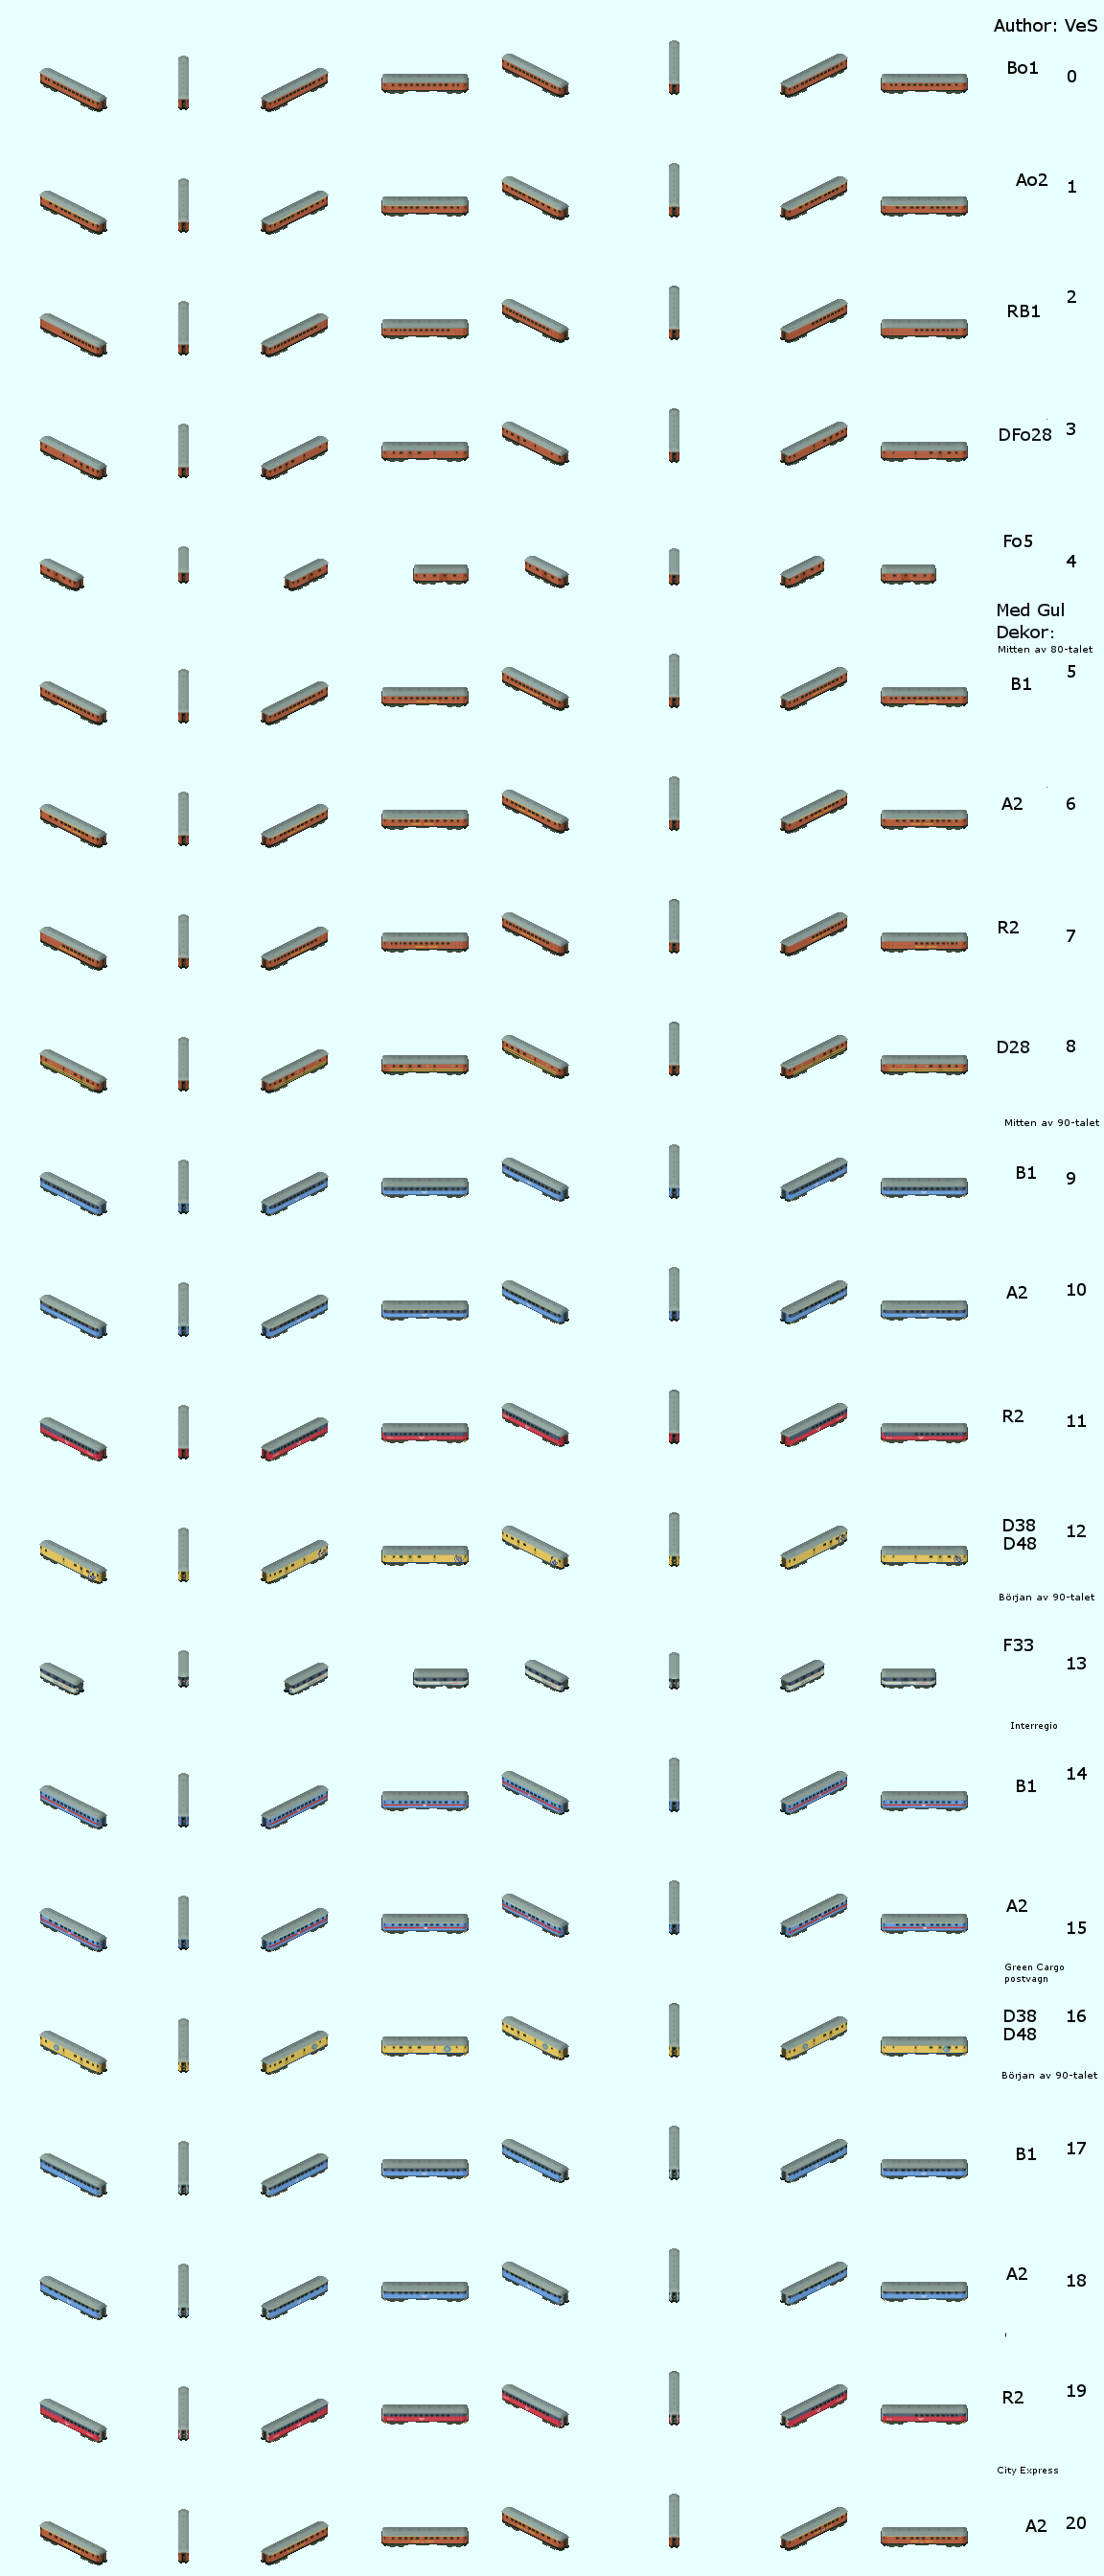 Author: VeS
Bo1 0
Ao2 1
RB1 2
DFo28 3
Fo5 4
Med Gul
Dekor:
Mitten av 80-talet
B1 5
A2 6
R2 7
D28 8
Mitten av 90-talet
B1 9
A2 10
R2 11
D38 12
D48
Början av 90-talet
F33 13
Interregio
B1 14
A2 15
Green Cargo
postvagn
D38 16
D48
Början av 90-talet
B1 17
A2 18
R2 19
City Express
A2 20